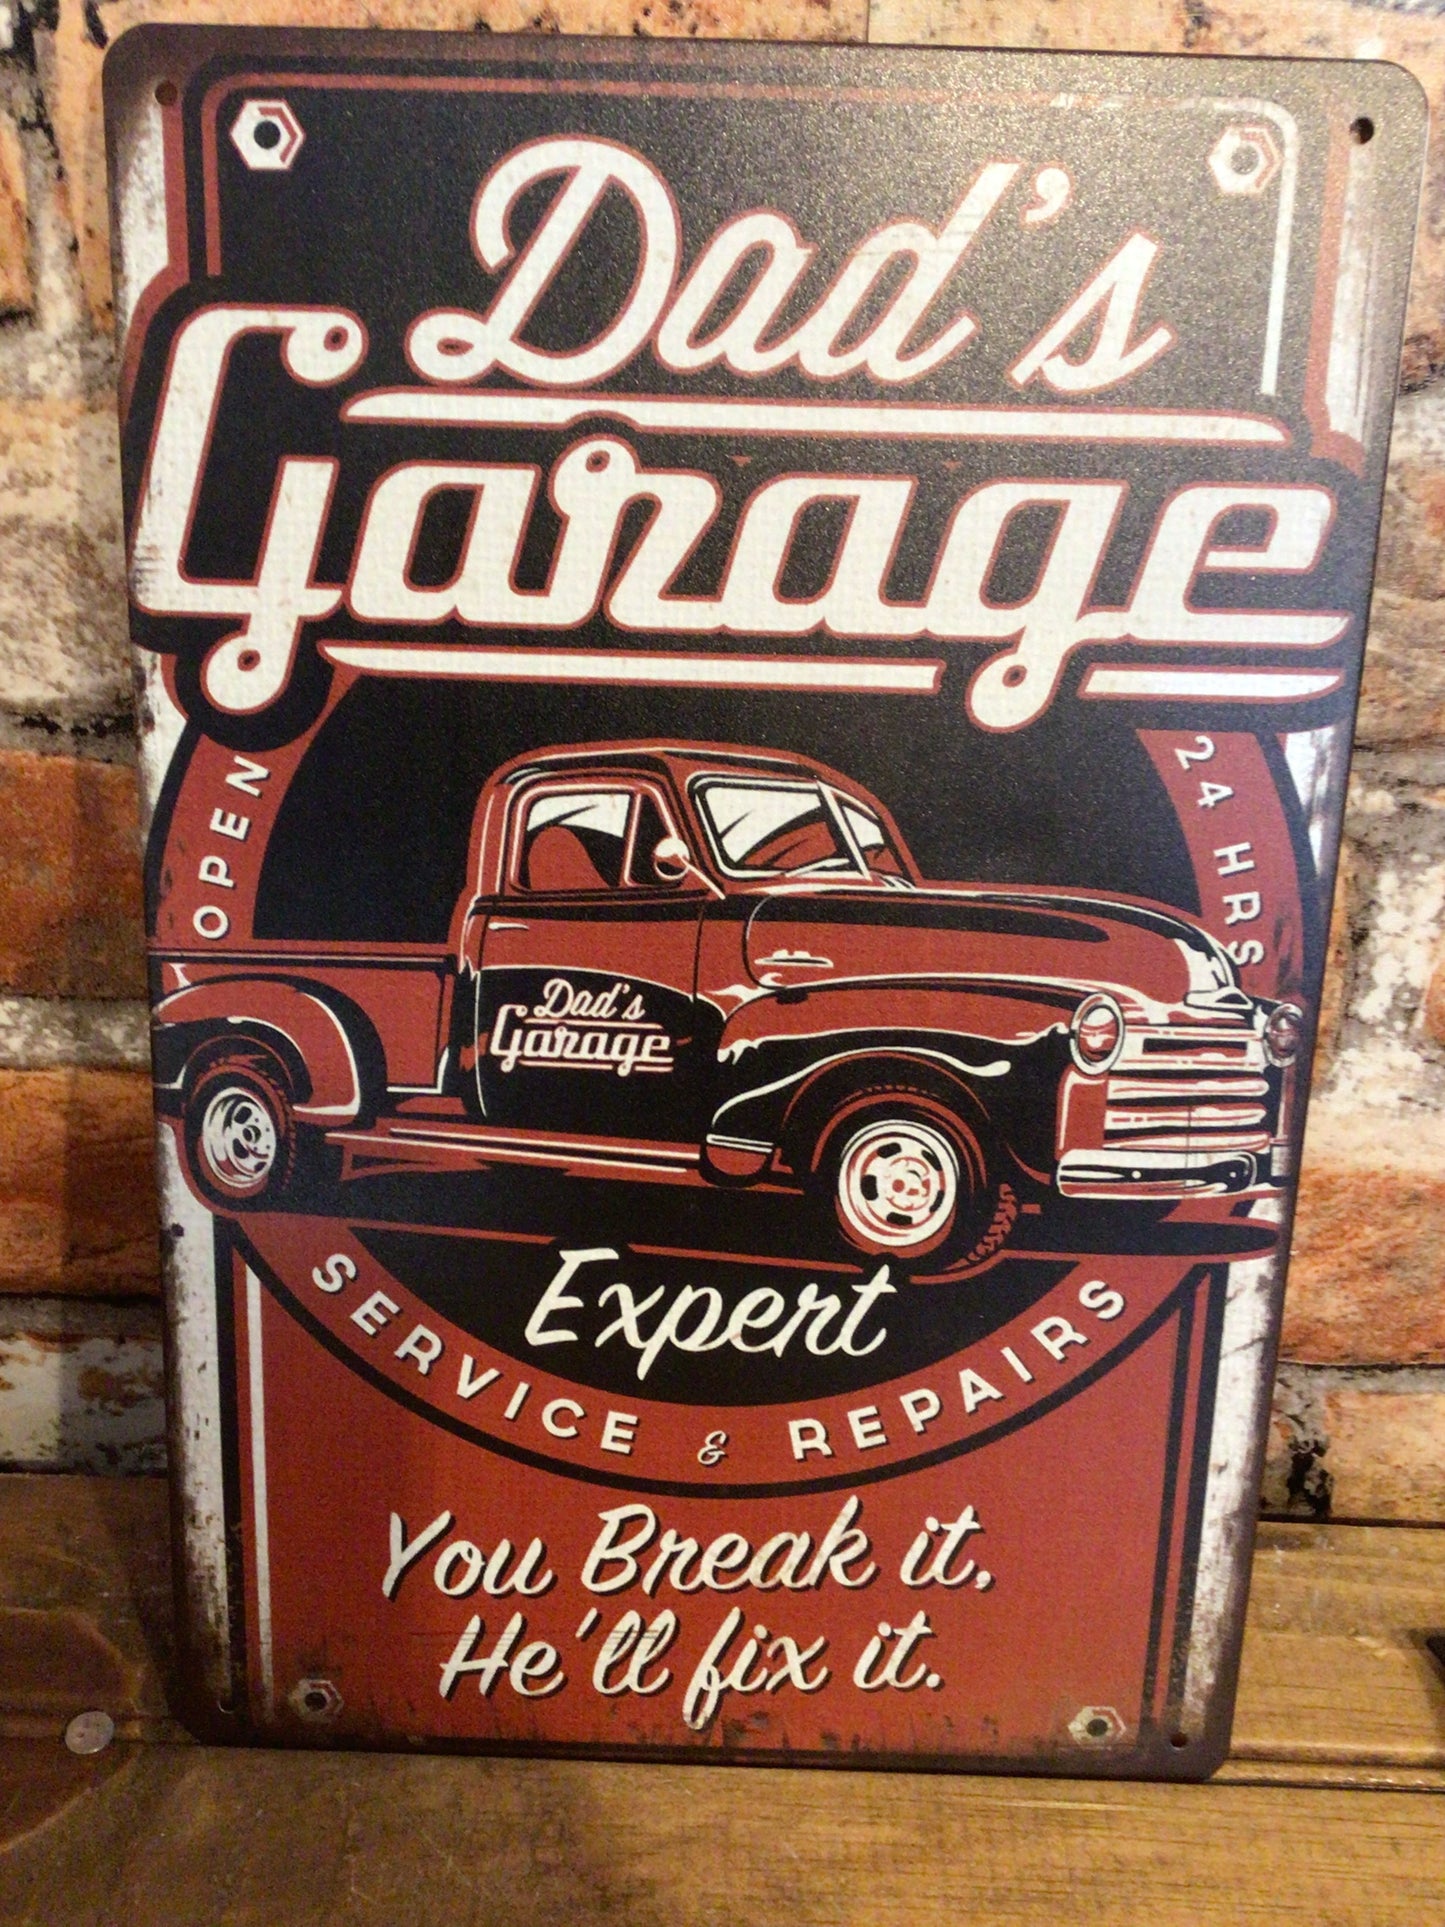 Dad's
Garage
OPEN
24 HRS
Dad's
Garage
Expert
SERVICE & REPAIRS
You Break it,
He'll fix it.